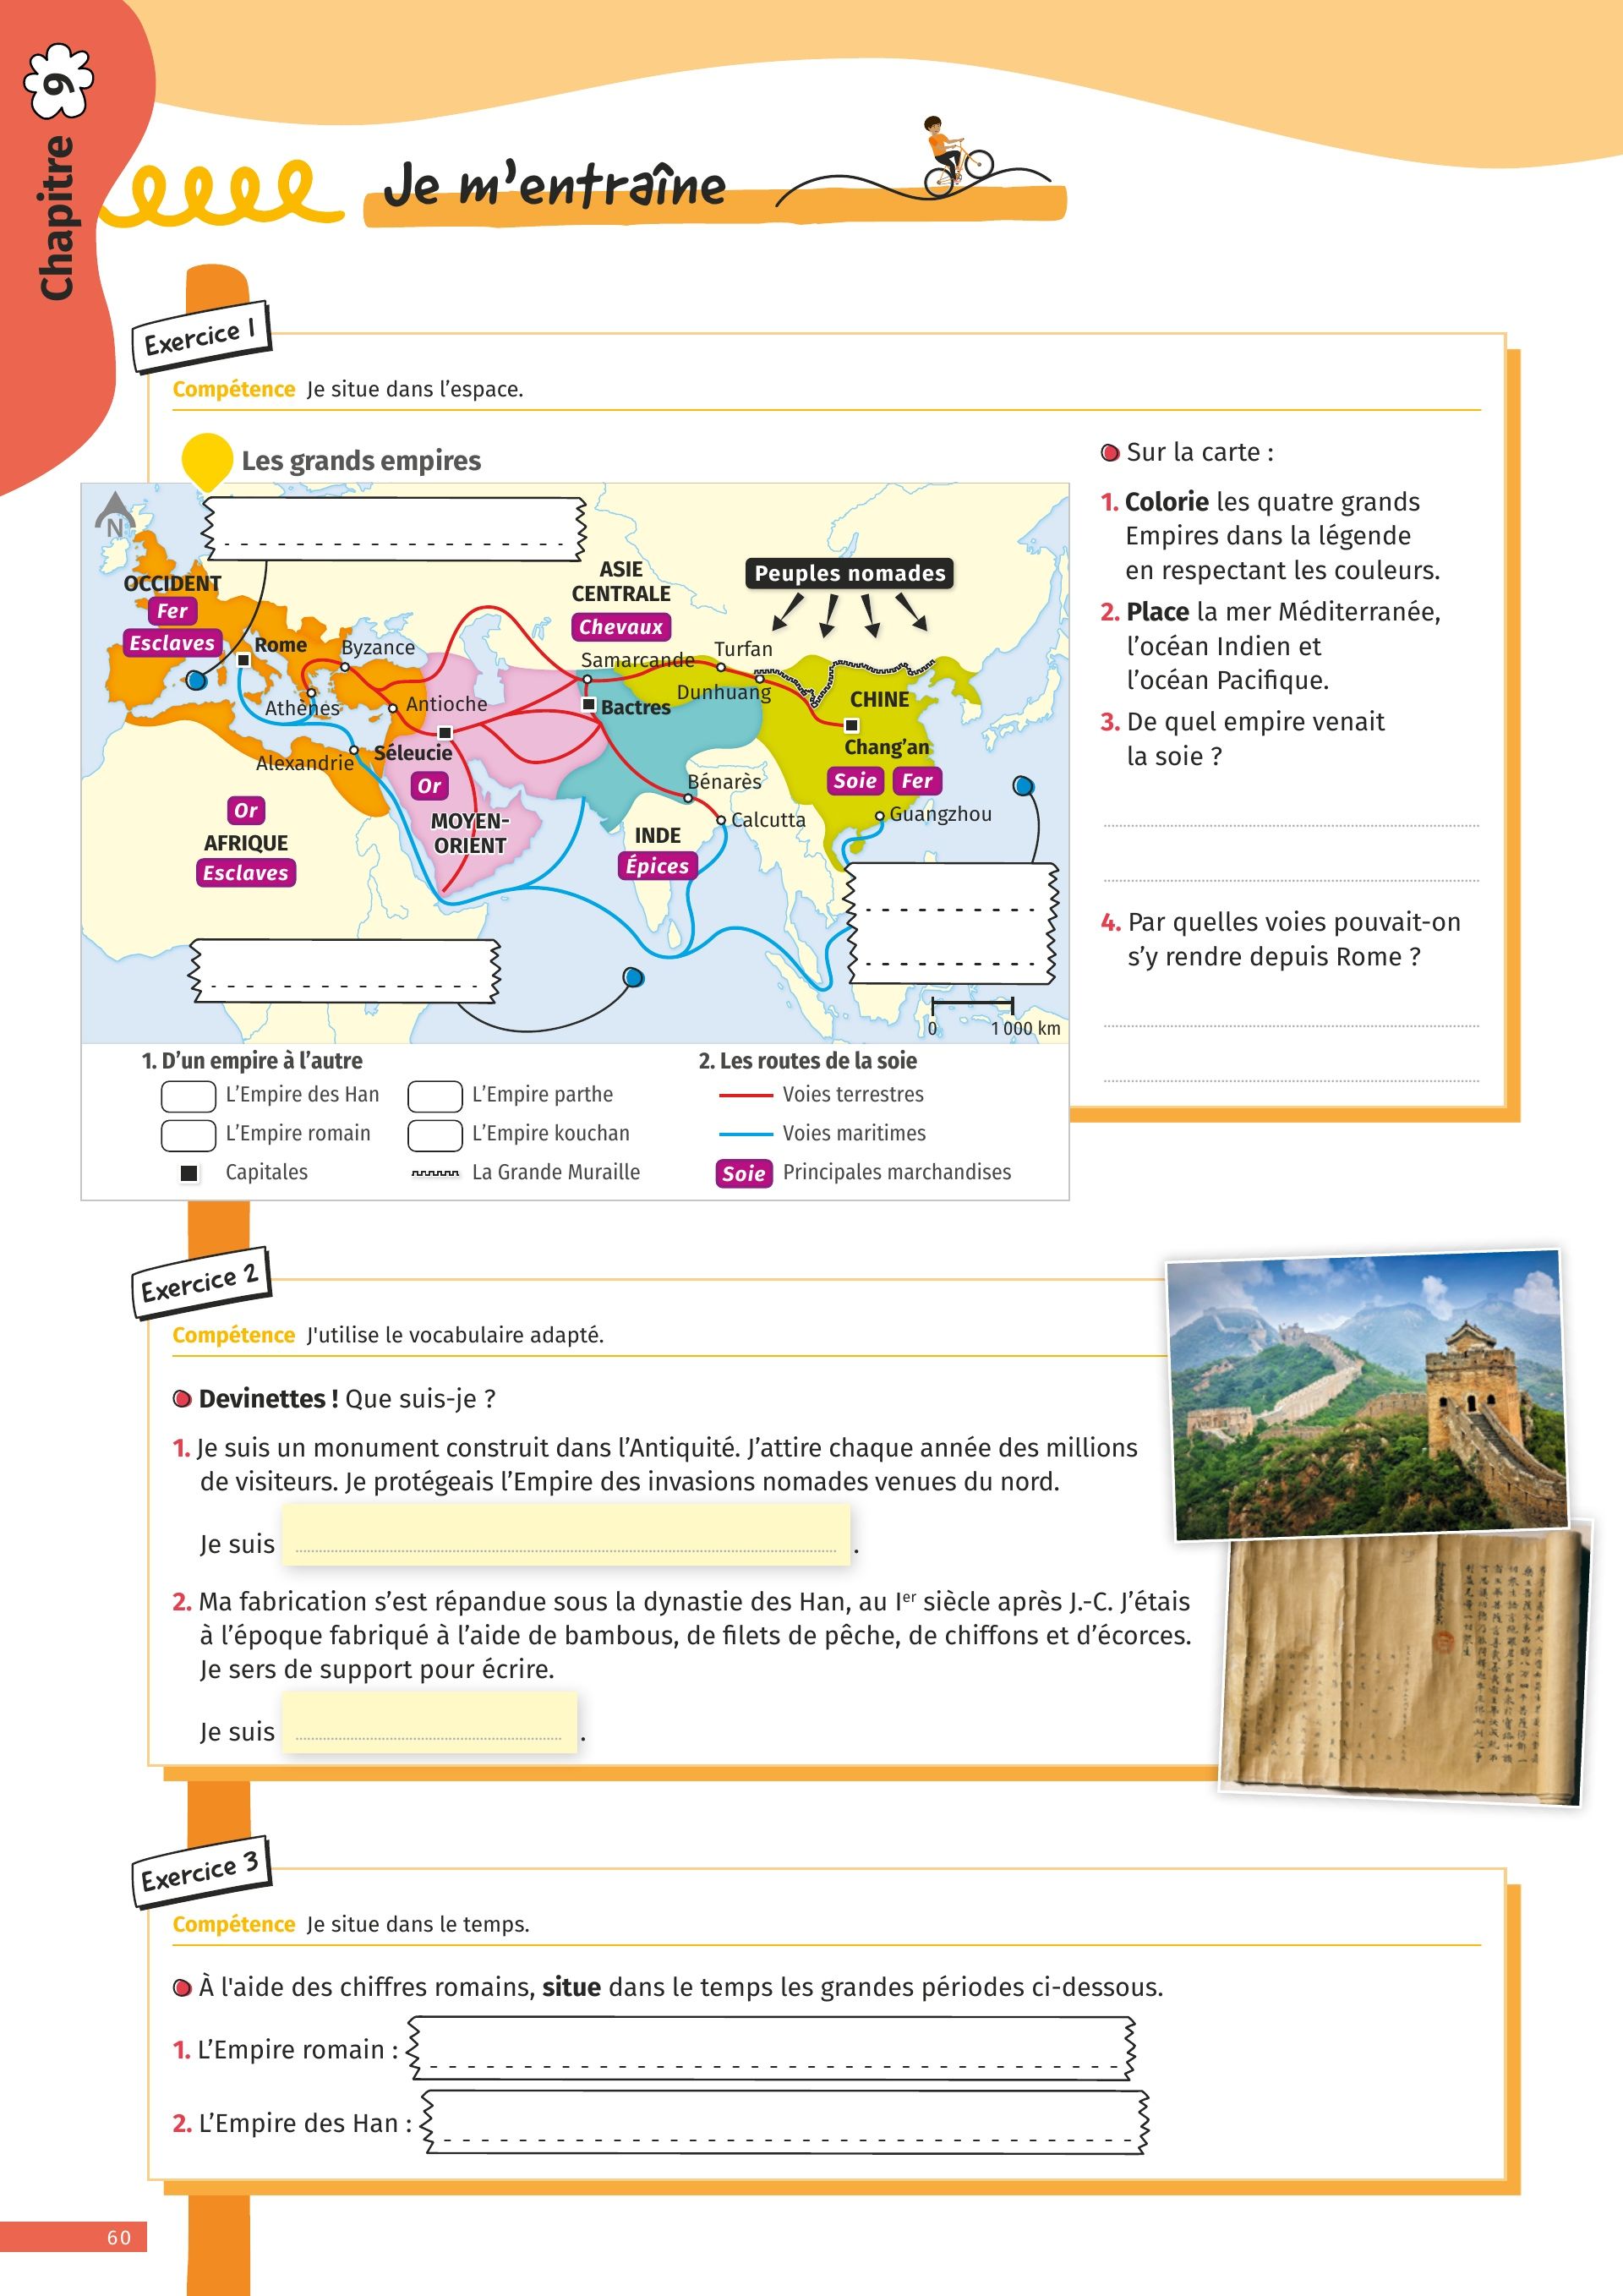 Chapitre 9
Je m'entraîne
Exercice 1
Compétence Je situe dans l'espace.
Les grands empires
N
OCCIDENT
Fer
Esclaves
Rome
Byzance
Athènes
Antioche
Alexandrie
Séleucie
Or
MOYEN-
ORIENT
Or
AFRIQUE
Esclaves
ASIE
CENTRALE
Chevaux
Samarcande
Bactres
Turfan
Dunhuang
Peuples nomades
CHINE
Chang'an
Soie Fer
Guangzhou
Bénarès
Calcutta
INDE
Épices
0 1 000 km
1. D'un empire à l'autre
L'Empire des Han
L'Empire parthe
L'Empire romain
L'Empire kouchan
Capitales
La Grande Muraille
2. Les routes de la soie
Voies terrestres
Voies maritimes
Soie Principales marchandises
Sur la carte :
1. Colorie les quatre grands
Empires dans la légende
en respectant les couleurs.
2. Place la mer Méditerranée,
l'océan Indien et
l'océan Pacifique.
3. De quel empire venait
la soie ?
4. Par quelles voies pouvait-on
s'y rendre depuis Rome ?
Exercice 2
Compétence J'utilise le vocabulaire adapté.
Devinettes ! Que suis-je ?
1. Je suis un monument construit dans l'Antiquité. J'attire chaque année des millions
de visiteurs. Je protégeais l'Empire des invasions nomades venues du nord.
Je suis .
2. Ma fabrication s'est répandue sous la dynastie des Han, au Ier siècle après J.-C. J'étais
à l'époque fabriqué à l'aide de bambous, de filets de pêche, de chiffons et d'écorces.
Je sers de support pour écrire.
Je suis .
Exercice 3
Compétence Je situe dans le temps.
À l'aide des chiffres romains, situe dans le temps les grandes périodes ci-dessous.
1. L'Empire romain :
2. L'Empire des Han :
60